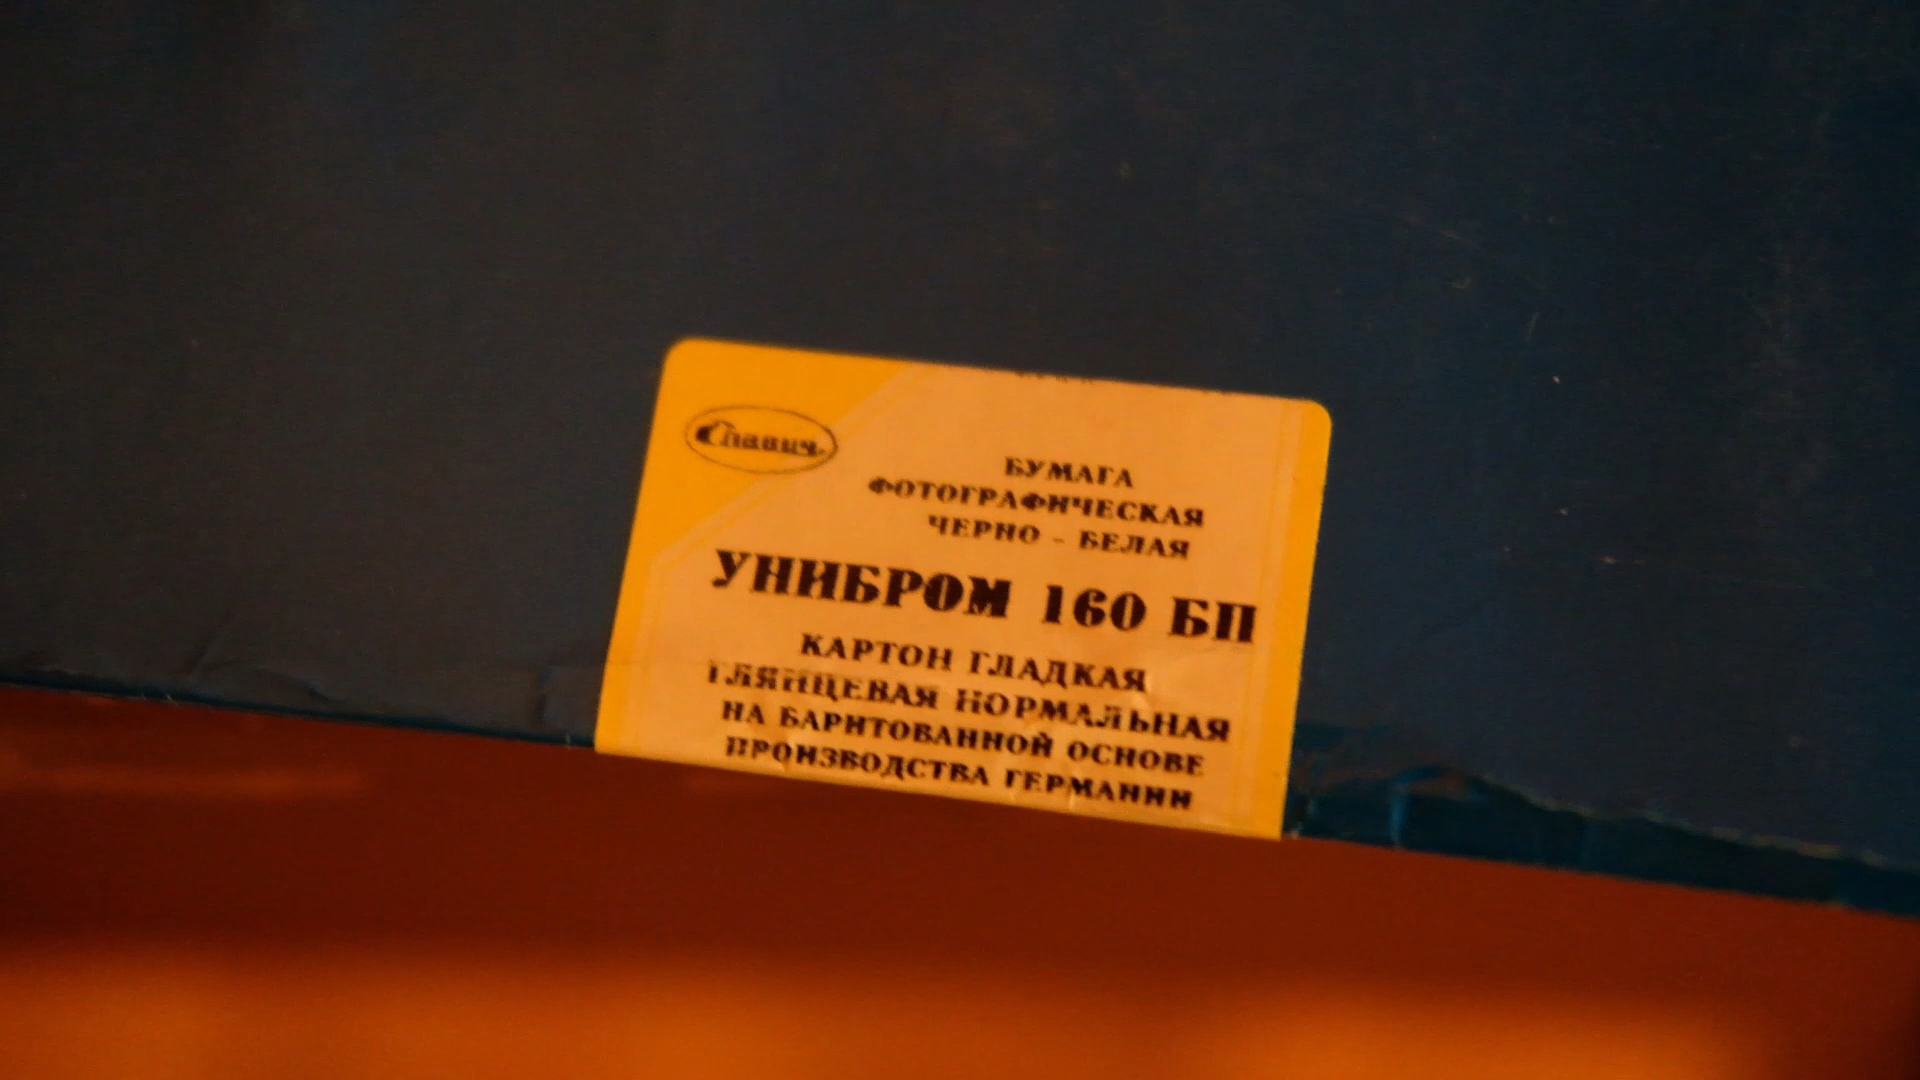 Славич
БУМАГА
ФОТОГРАФИЧЕСКАЯ
ЧЕРНО - БЕЛАЯ
УНИБРОМ 160 БП
КАРТОН ГЛАДКАЯ
ГЛЯНЦЕВАЯ НОРМАЛЬНАЯ
НА БАРИТОВАННОЙ ОСНОВЕ
ПРОИЗВОДСТВА ГЕРМАНИИ